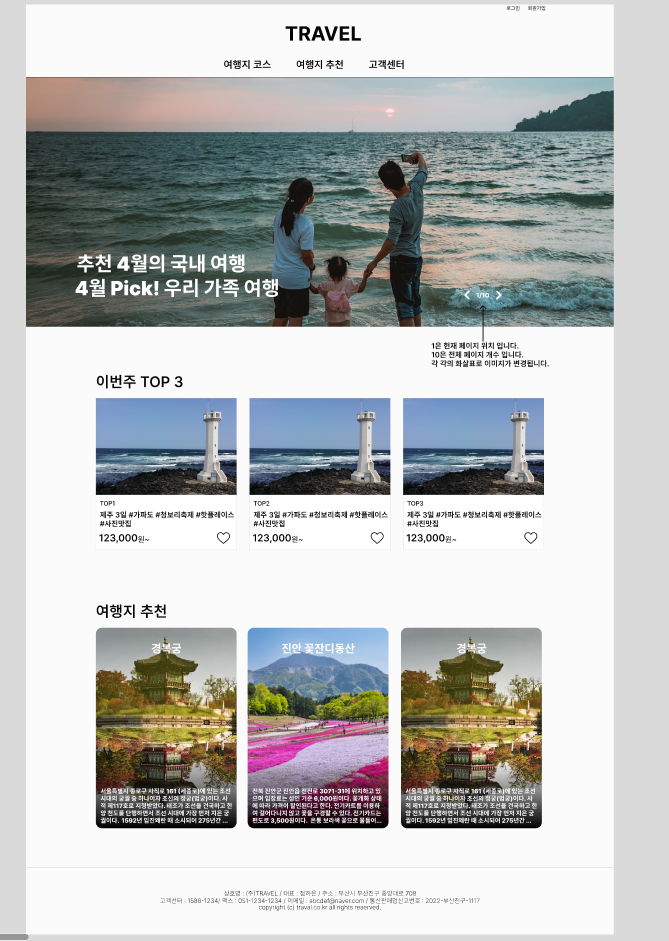 로그인 회원가입
TRAVEL
여행지 코스 여행지 추천 고객센터
추천 4월의 국내 여행
4월 Pick! 우리 가족 여행
1/10
1은 현재 페이지 위치 입니다.
10은 전체 페이지 개수 입니다.
각 각의 화살표로 이미지가 변경됩니다.
이번주 TOP 3
TOP1
제주 3일 #가파도 #청보리축제 #핫플레이스
#사진맛집
123,000원~
TOP2
제주 3일 #가파도 #청보리축제 #핫플레이스
#사진맛집
123,000원~
TOP3
제주 3일 #가파도 #청보리축제 #핫플레이스
#사진맛집
123,000원~
여행지 추천
경복궁
서울특별시 종로구 사직로 161 (세종로)에 있는 조선
시대의 궁궐 중 하나이자 조선의 정궁(법궁)이다. 사
적 제117호로 지정받았다. 태조가 조선을 건국하고 한
양 천도를 단행하면서 조선 시대에 가장 먼저 지은 궁
궐이다. 1592년 임진왜란 때 소시되어 275년간 ...
진안 꽃잔디동산
전북 진안군 진안읍 전진로 3071-31에 위치하고 있
으며 입장료는 성인 기준 6,000원이다. 꽃개화 상태
에 따라 가격이 할인된다고 한다. 전기카트를 이용하
여 걸어다니지 않고 꽃을 구경할 수 있다. 전기카드는
편도로 3,500원이다. 온통 보라색 꽃으로 물들어...
경복궁
서울특별시 종로구 사직로 161 (세종로)에 있는 조선
시대의 궁궐 중 하나이자 조선의 정궁(법궁)이다. 사
적 제117호로 지정받았다. 태조가 조선을 건국하고 한
양 천도를 단행하면서 조선 시대에 가장 먼저 지은 궁
궐이다. 1592년 임진왜란 때 소시되어 275년간 ...
상호명 : (주)TRAVEL / 대표 : 정하은 / 주소 : 부산시 부산진구 중앙대로 708
고객센터 : 1588-1234/ 팩스 : 051-1234-1234 / 이메일 : abcdef@naver.com / 통신판매업신고번호 : 2022-부산진구-1117
copyright (c) traval.co.kr all rights reserved.